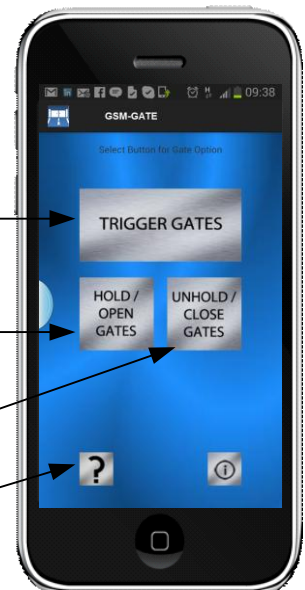 09:38
GSM-GATE
Select Button for Gate Option
TRIGGER GATES
HOLD /
OPEN
GATES
UNHOLD /
CLOSE
GATES
?
i